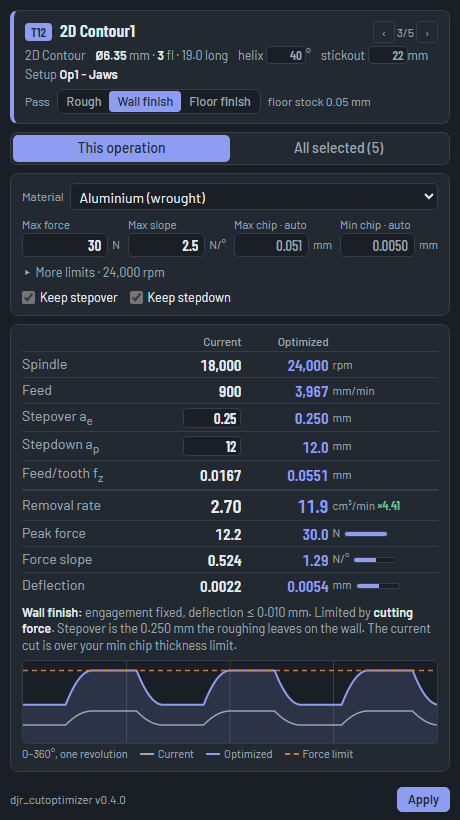 T12 2D Contour1 ‹ 3/5 ›
2D Contour Ø6.35 mm · 3 fl · 19.0 long helix 40 ° stickout 22 mm
Setup Op1 - Jaws
Pass Rough Wall finish Floor finish floor stock 0.05 mm
This operation All selected (5)
Material Aluminium (wrought)
Max force Max slope Max chip · auto Min chip · auto
30 N 2.5 N/° 0.051 mm 0.0050 mm
▸ More limits · 24,000 rpm
Keep stepover Keep stepdown
Current Optimized
Spindle 18,000 24,000 rpm
Feed 900 3,967 mm/min
Stepover ae 0.25 0.250 mm
Stepdown ap 12 12.0 mm
Feed/tooth fz 0.0167 0.0551 mm
Removal rate 2.70 11.9 cm³/min ×4.41
Peak force 12.2 30.0 N
Force slope 0.524 1.29 N/°
Deflection 0.0022 0.0054 mm
Wall finish: engagement fixed, deflection ≤ 0.010 mm. Limited by cutting
force. Stepover is the 0.250 mm the roughing leaves on the wall. The current
cut is over your min chip thickness limit.
0–360°, one revolution Current Optimized Force limit
djr_cutoptimizer v0.4.0 Apply